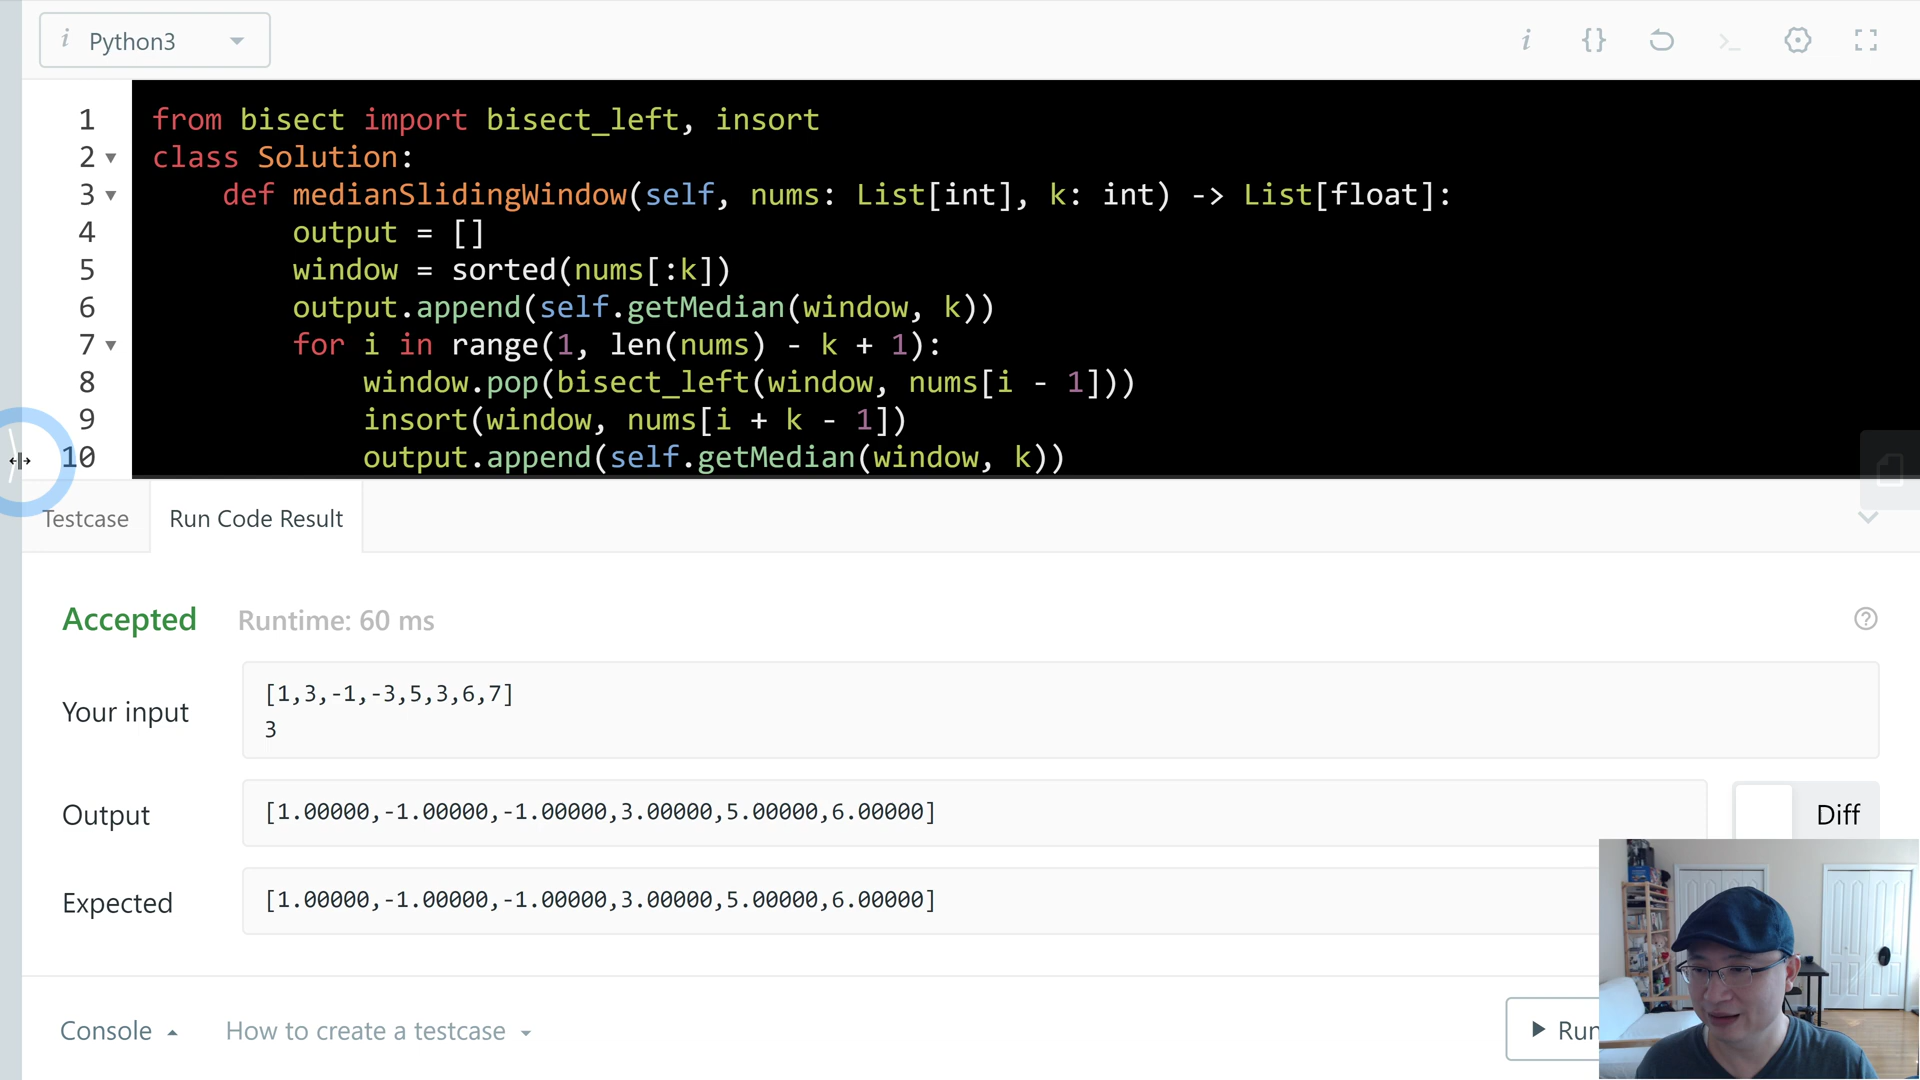 i Python3
i {} >_
1 from bisect import bisect_left, insort
2 class Solution:
3 def medianSlidingWindow(self, nums: List[int], k: int) -> List[float]:
4 output = []
5 window = sorted(nums[:k])
6 output.append(self.getMedian(window, k))
7 for i in range(1, len(nums) - k + 1):
8 window.pop(bisect_left(window, nums[i - 1]))
9 insort(window, nums[i + k - 1])
10 output.append(self.getMedian(window, k))
Testcase Run Code Result
Accepted Runtime: 60 ms ?
Your input
[1,3,-1,-3,5,3,6,7]
3
Output [1.00000,-1.00000,-1.00000,3.00000,5.00000,6.00000] Diff
Expected [1.00000,-1.00000,-1.00000,3.00000,5.00000,6.00000]
Console How to create a testcase Run